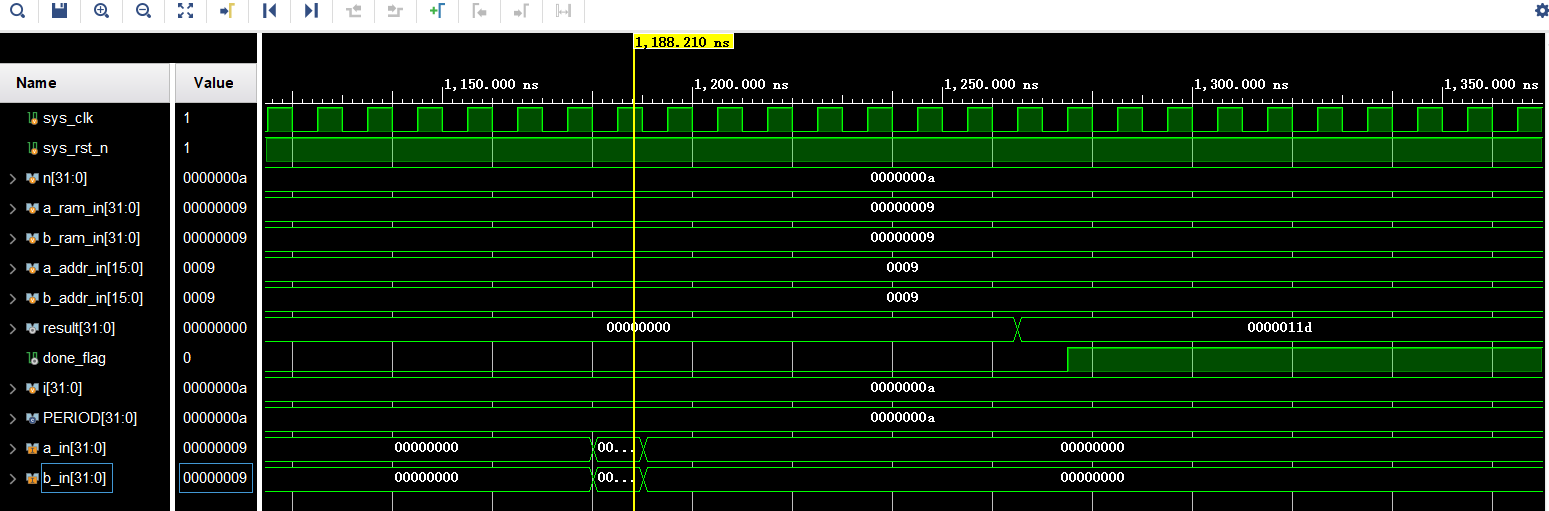 1,188.210 ns
Name Value
1,150.000 ns 1,200.000 ns 1,250.000 ns 1,300.000 ns 1,350.000 ns
sys_clk 1
sys_rst_n 1
n[31:0] 0000000a 0000000a
a_ram_in[31:0] 00000009 00000009
b_ram_in[31:0] 00000009 00000009
a_addr_in[15:0] 0009 0009
b_addr_in[15:0] 0009 0009
result[31:0] 00000000 00000000 0000011d
done_flag 0
i[31:0] 0000000a 0000000a
PERIOD[31:0] 0000000a 0000000a
a_in[31:0] 00000009 00000000 00... 00000000
b_in[31:0] 00000009 00000000 00... 00000000